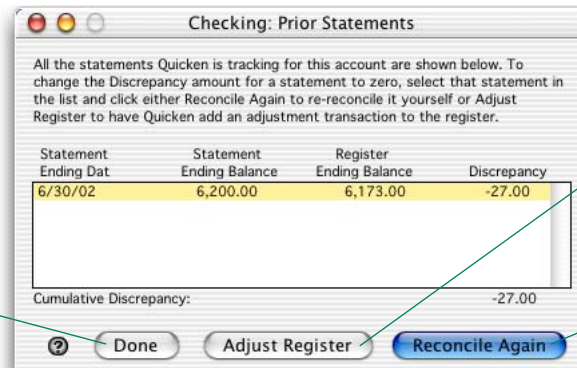 Checking: Prior Statements
All the statements Quicken is tracking for this account are shown below. To
change the Discrepancy amount for a statement to zero, select that statement in
the list and click either Reconcile Again to re-reconcile it yourself or Adjust
Register to have Quicken add an adjustment transaction to the register.
Statement Statement Register
Ending Dat Ending Balance Ending Balance Discrepancy
6/30/02 6,200.00 6,173.00 -27.00
Cumulative Discrepancy: -27.00
? Done Adjust Register Reconcile Again